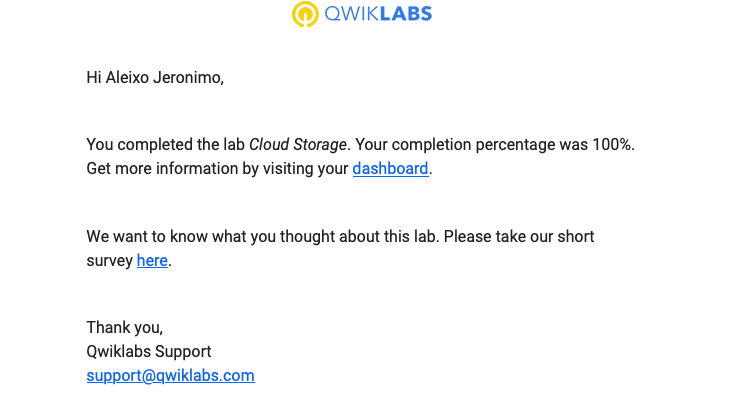 QWIKLABS
Hi Aleixo Jeronimo,
You completed the lab Cloud Storage. Your completion percentage was 100%.
Get more information by visiting your dashboard.
We want to know what you thought about this lab. Please take our short
survey here.
Thank you,
Qwiklabs Support
support@qwiklabs.com